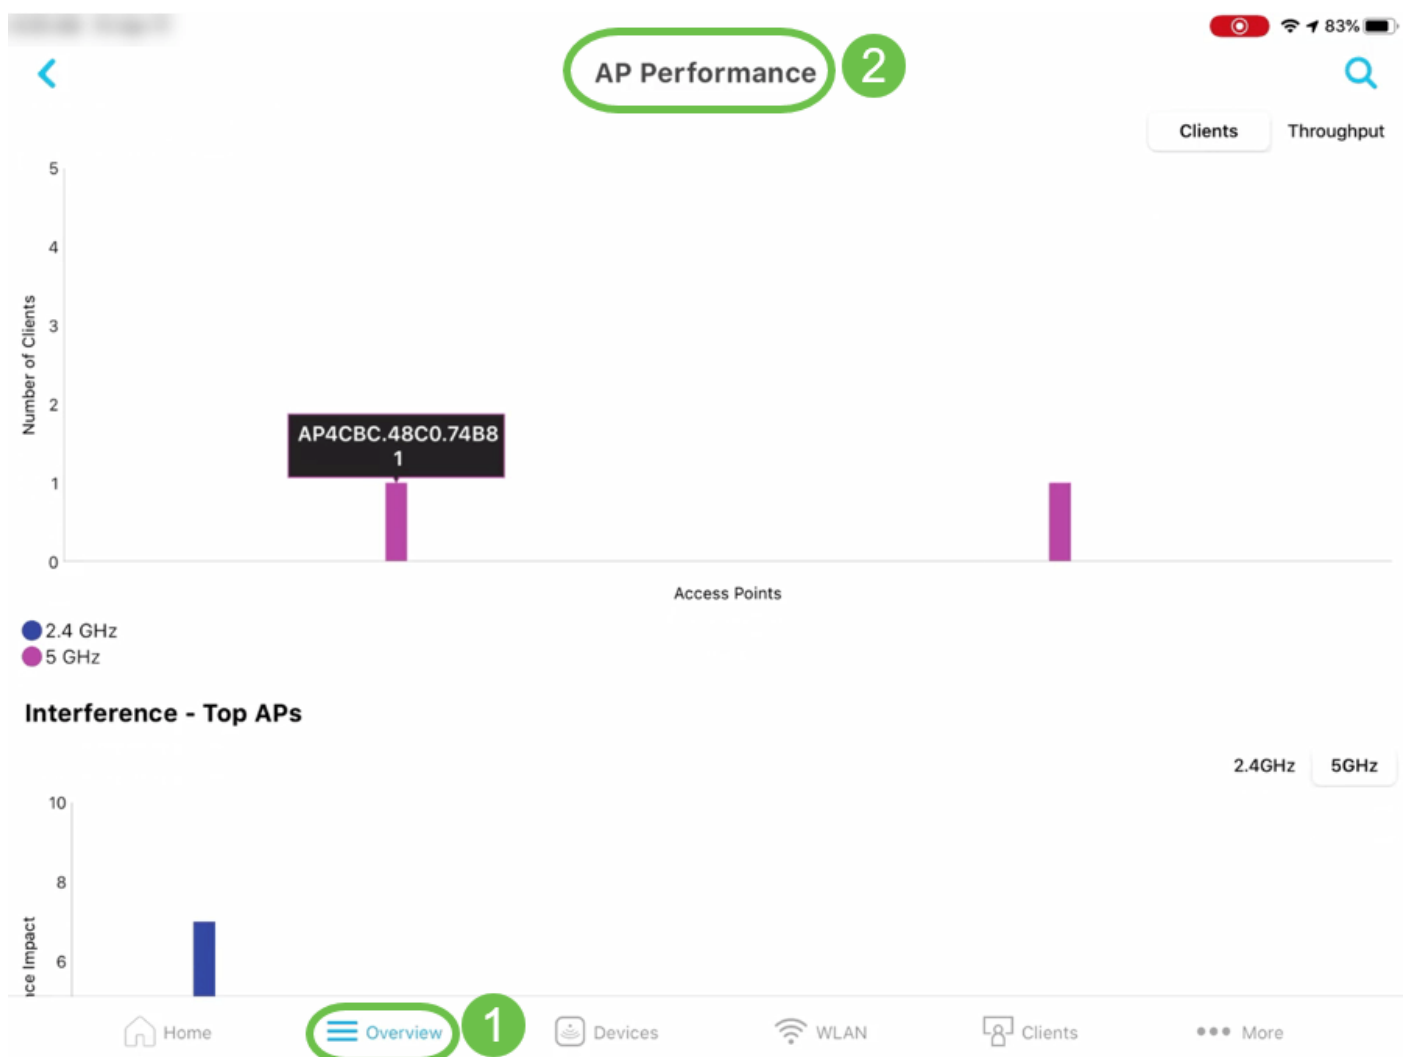 83%
AP Performance
2
Clients
Throughput
5
4
3
2
1
0
Number of Clients
AP4CBC.48C0.74B8
1
Access Points
2.4 GHz
5 GHz
Interference - Top APs
2.4GHz
5GHz
10
8
6
Impact
Home
Overview
1
Devices
WLAN
Clients
More